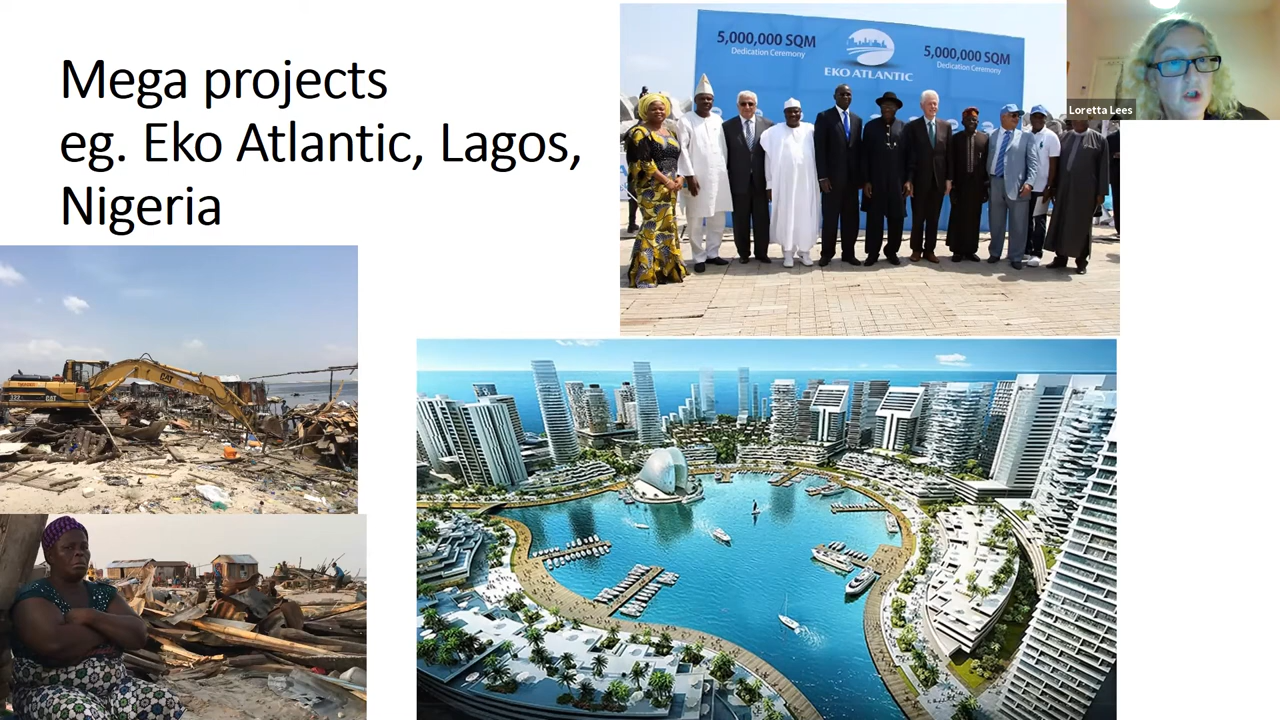 Mega projects
eg. Eko Atlantic, Lagos,
Nigeria
5,000,000 SQM
Dedication Ceremony
EKO ATLANTIC
5,000,000 SQM
Dedication Ceremony
Loretta Lees
CAT